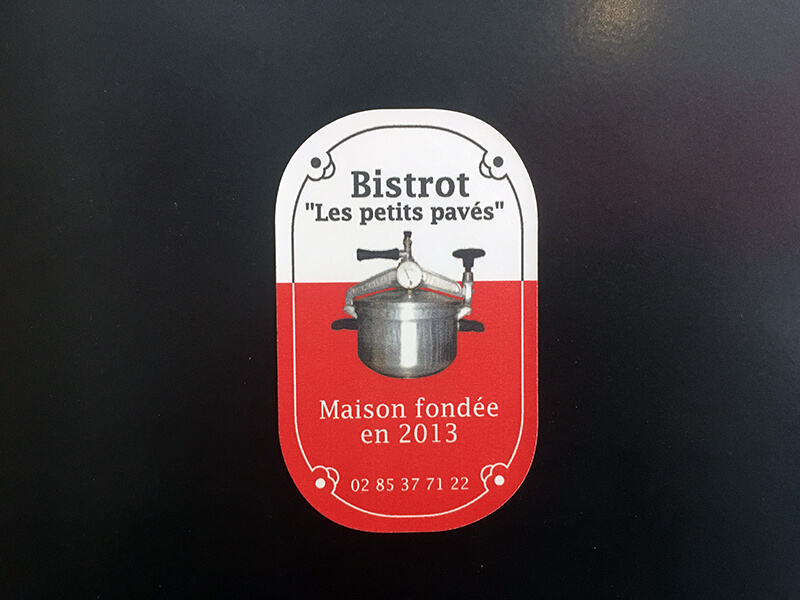 Bistrot
"Les petits pavés"
Maison fondée
en 2013
02 85 37 71 22